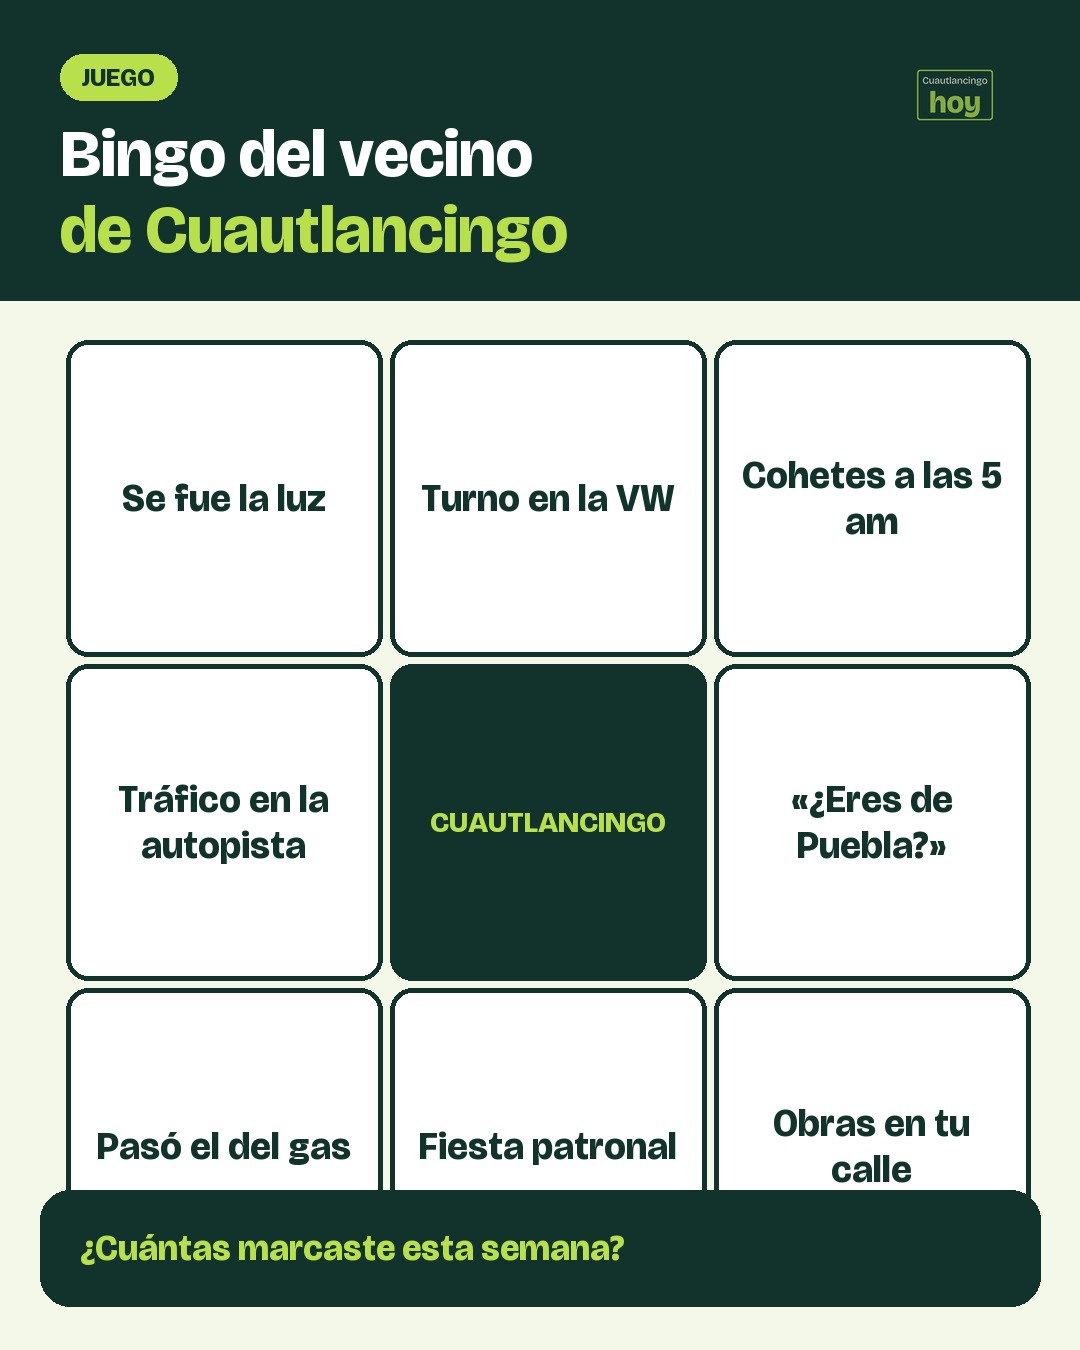 JUEGO
Cuautlancingo
hoy
Bingo del vecino
de Cuautlancingo
Se fue la luz
Turno en la VW
Cohetes a las 5
am
Tráfico en la
autopista
CUAUTLANCINGO
«¿Eres de
Puebla?»
Pasó el del gas
Fiesta patronal
Obras en tu
calle
¿Cuántas marcaste esta semana?